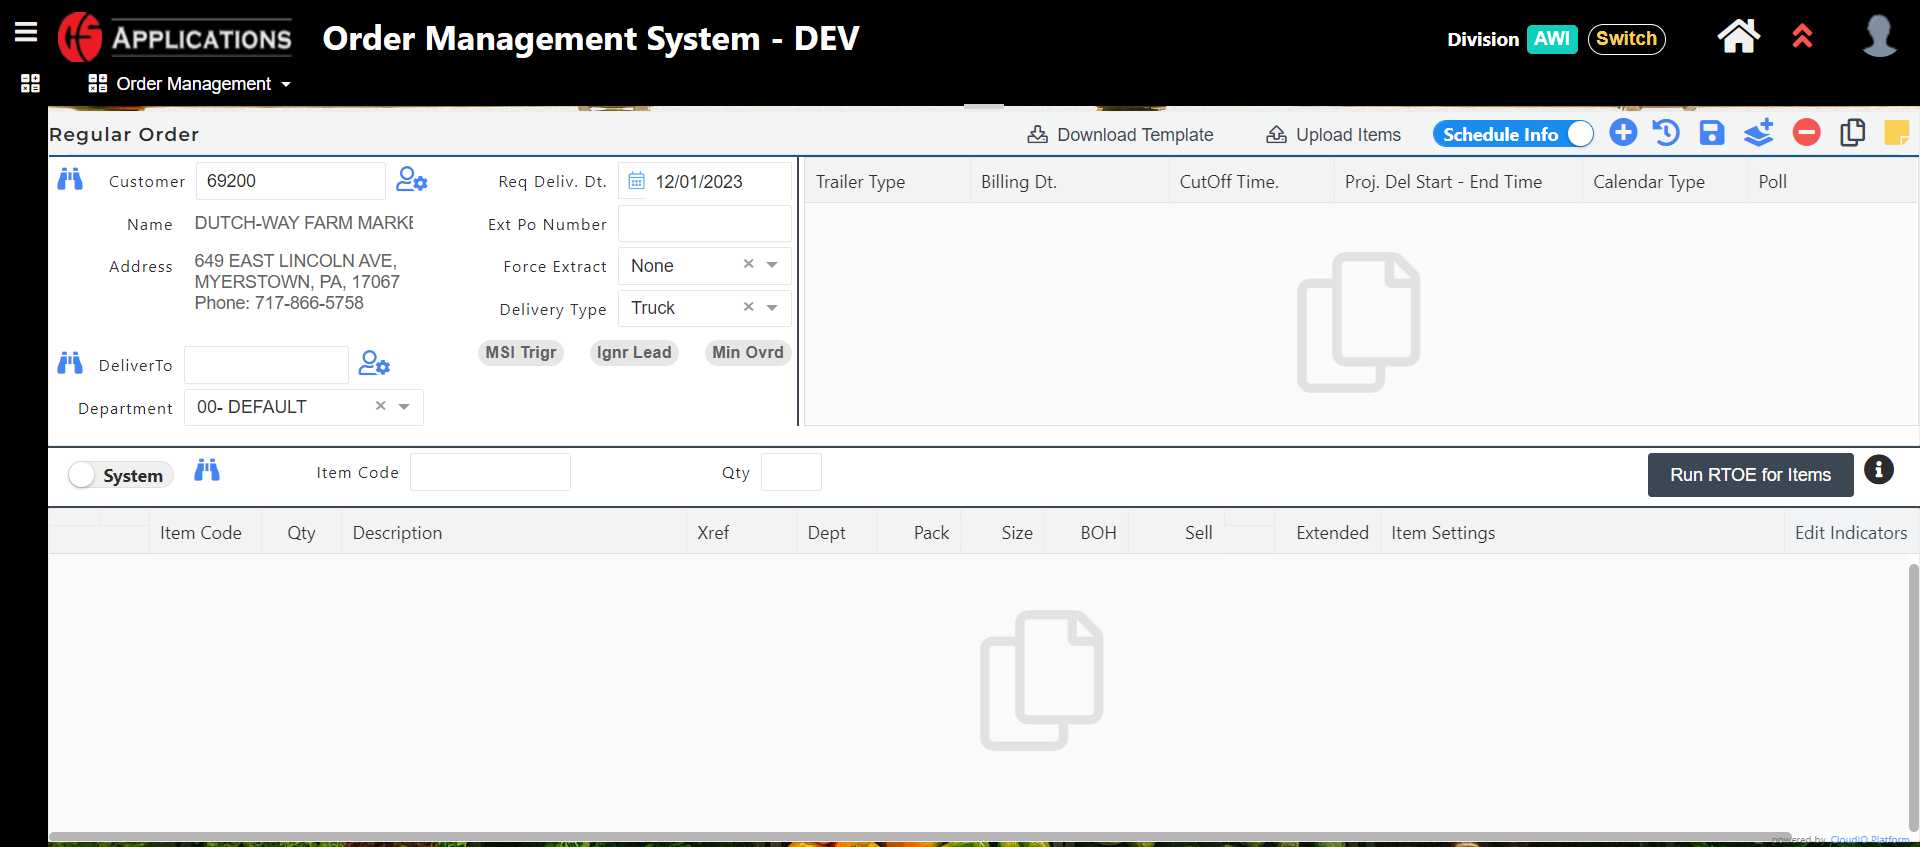 APPLICATIONS Order Management System - DEV Division AWI Switch
Order Management
Regular Order Download Template Upload Items Schedule Info
Customer 69200 Req Deliv. Dt. 12/01/2023 Trailer Type Billing Dt. CutOff Time. Proj. Del Start - End Time Calendar Type Poll
Name DUTCH-WAY FARM MARKE Ext Po Number
Address 649 EAST LINCOLN AVE, Force Extract None
MYERSTOWN, PA, 17067
Phone: 717-866-5758 Delivery Type Truck
MSI Trigr Ignr Lead Min Ovrd
DeliverTo
Department 00- DEFAULT
System Item Code Qty Run RTOE for Items
Item Code Qty Description Xref Dept Pack Size BOH Sell Extended Item Settings Edit Indicators
powered by CloudIO Platform